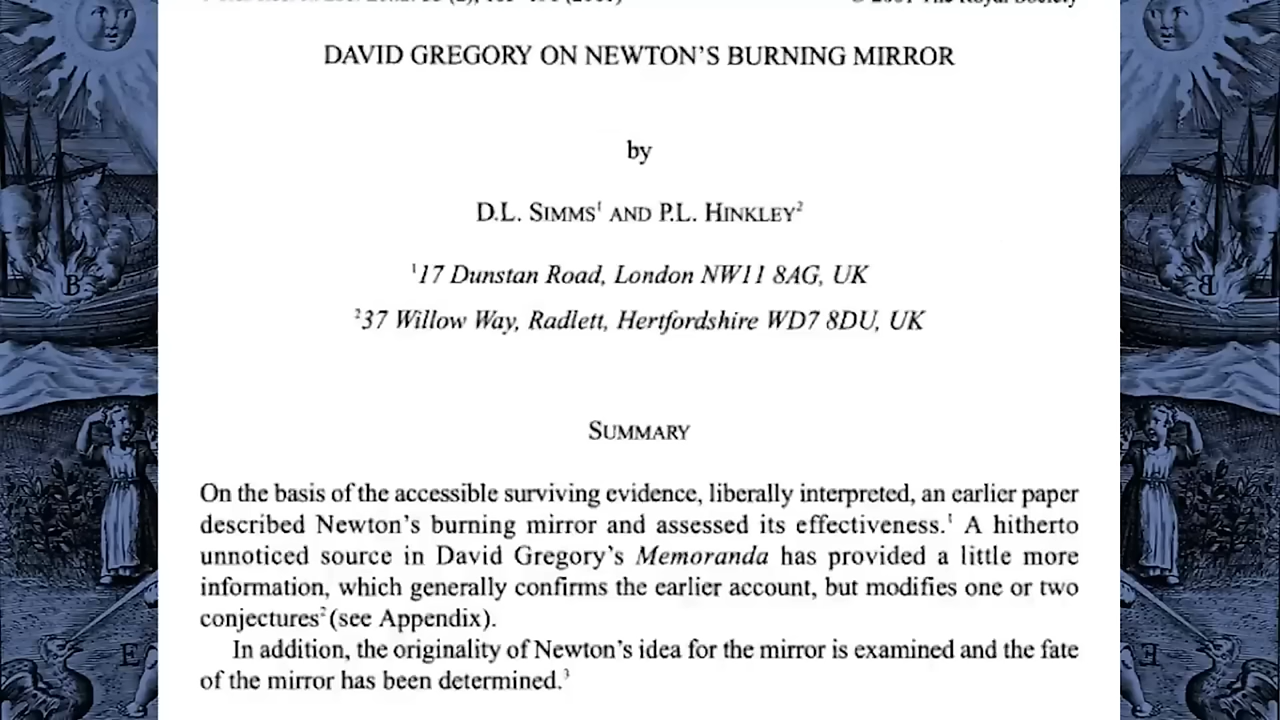 DAVID GREGORY ON NEWTON'S BURNING MIRROR
by
D.L. SIMMS¹ AND P.L. HINKLEY²
¹17 Dunstan Road, London NW11 8AG, UK
²37 Willow Way, Radlett, Hertfordshire WD7 8DU, UK
SUMMARY
On the basis of the accessible surviving evidence, liberally interpreted, an earlier paper
described Newton's burning mirror and assessed its effectiveness.¹ A hitherto
unnoticed source in David Gregory's Memoranda has provided a little more
information, which generally confirms the earlier account, but modifies one or two
conjectures² (see Appendix).
In addition, the originality of Newton's idea for the mirror is examined and the fate
of the mirror has been determined.³
B
B
E
E